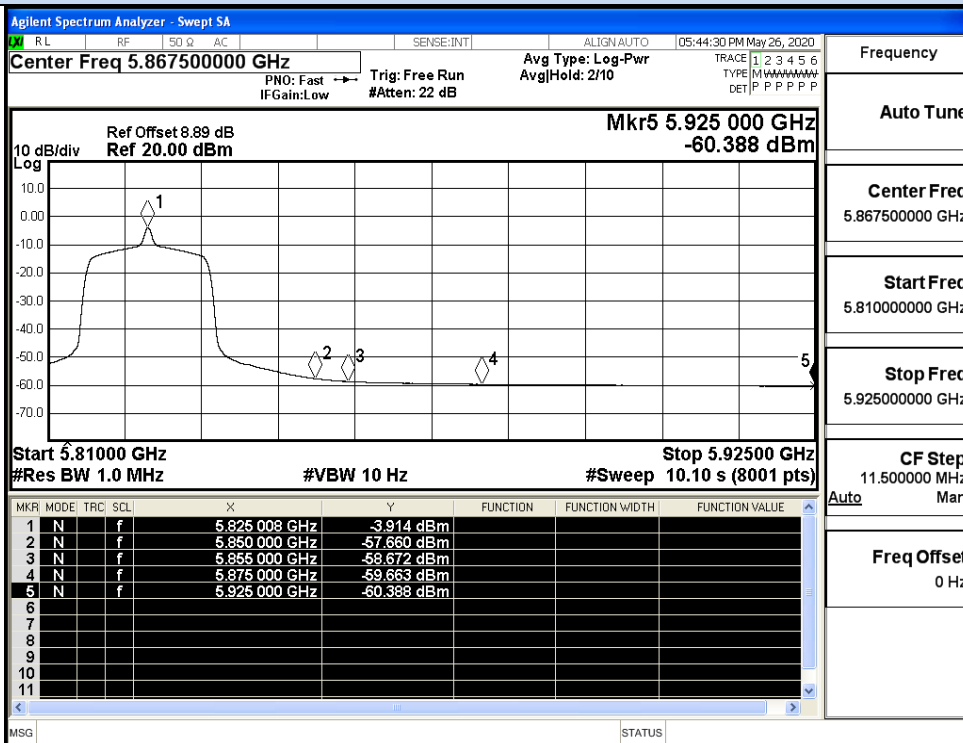 Agilent Spectrum Analyzer - Swept SA
LXI RL RF 50 Ω AC SENSE:INT ALIGN AUTO 05:44:30 PM May 26, 2020
Center Freq 5.867500000 GHz
PNO: Fast
IFGain:Low
Trig: Free Run
#Atten: 22 dB
Avg Type: Log-Pwr
Avg|Hold: 2/10
TRACE 1 2 3 4 5 6
TYPE M WWWWW
DET P P P P P P
Mkr5 5.925 000 GHz
-60.388 dBm
Ref Offset 8.89 dB
10 dB/div Ref 20.00 dBm
Log
10.0
0.00
-10.0
-20.0
-30.0
-40.0
-50.0
-60.0
-70.0
1
2
3
4
5
Start 5.81000 GHz Stop 5.92500 GHz
#Res BW 1.0 MHz #VBW 10 Hz #Sweep 10.10 s (8001 pts)
MKR MODE TRC SCL X Y FUNCTION FUNCTION WIDTH FUNCTION VALUE
1 N f 5.825 008 GHz -3.914 dBm
2 N f 5.850 000 GHz -57.660 dBm
3 N f 5.855 000 GHz -58.672 dBm
4 N f 5.875 000 GHz -59.663 dBm
5 N f 5.925 000 GHz -60.388 dBm
6
7
8
9
10
11
MSG STATUS
Frequency
Auto Tune
Center Freq
5.867500000 GHz
Start Freq
5.810000000 GHz
Stop Freq
5.925000000 GHz
CF Step
11.500000 MHz
Auto Man
Freq Offset
0 Hz